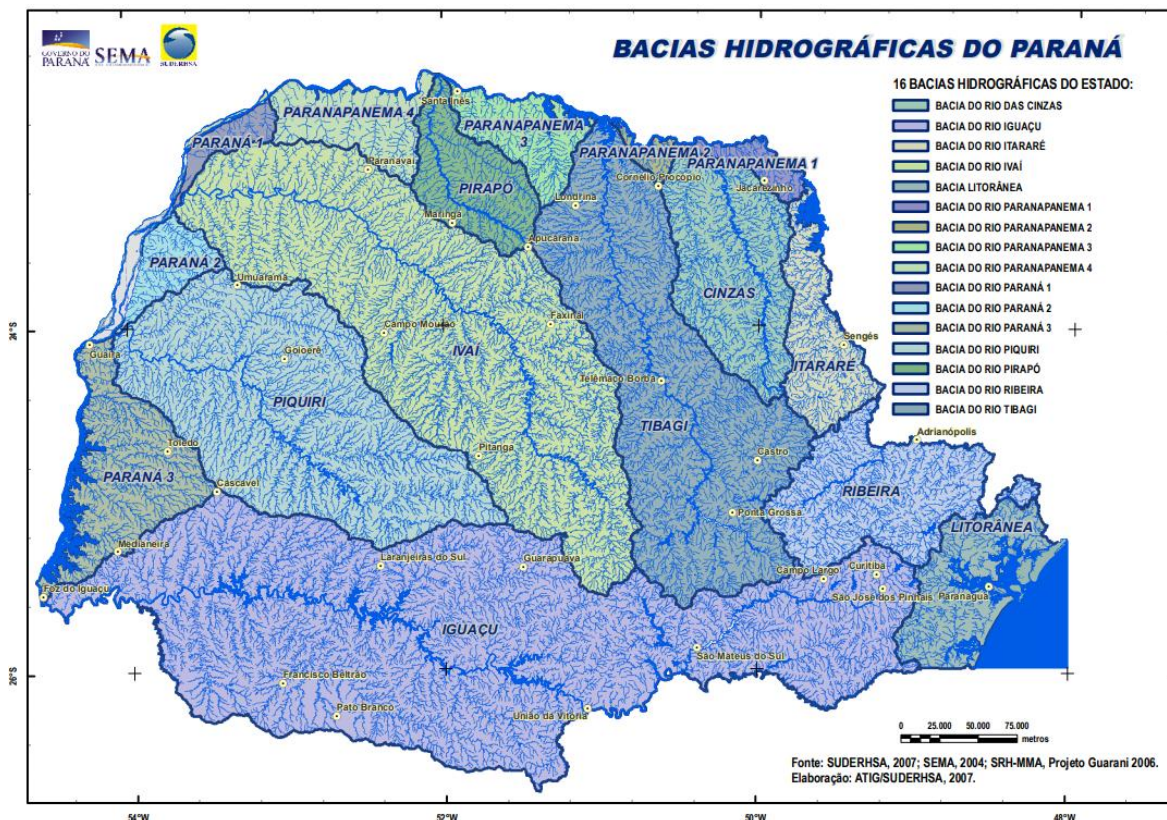 GOVERNO DO
PARANÁ
SEMA
SUDERHSA
BACIAS HIDROGRÁFICAS DO PARANÁ
16 BACIAS HIDROGRÁFICAS DO ESTADO:
BACIA DO RIO DAS CINZAS
BACIA DO RIO IGUAÇU
BACIA DO RIO ITARARÉ
BACIA DO RIO IVAÍ
BACIA LITORÂNEA
BACIA DO RIO PARANAPANEMA 1
BACIA DO RIO PARANAPANEMA 2
BACIA DO RIO PARANAPANEMA 3
BACIA DO RIO PARANAPANEMA 4
BACIA DO RIO PARANÁ 1
BACIA DO RIO PARANÁ 2
BACIA DO RIO PARANÁ 3
BACIA DO RIO PIQUIRI
BACIA DO RIO PIRAPÓ
BACIA DO RIO RIBEIRA
BACIA DO RIO TIBAGI
Santa Inês
PARANAPANEMA 4
PARANAPANEMA
3
PARANÁ 1
PARANAPANEMA 2
PARANAPANEMA 1
Paranavaí
PIRAPÓ
Cornélio Procópio
Jacarezinho
Londrina
Maringá
Apucarana
PARANÁ 2
Umuarama
CINZAS
Campo Mourão
Faxinal
24°S
24°S
Guaíra
Goioerê
IVAÍ
Sengés
ITARARÉ
Telêmaco Borba
PIQUIRI
TIBAGI
Adrianópolis
Toledo
Pitanga
Castro
PARANÁ 3
Cascavel
RIBEIRA
Ponta Grossa
LITORÂNEA
Medianeira
Laranjeiras do Sul
Guarapuava
Campo Largo
Curitiba
Foz do Iguaçu
São José dos Pinhais
Paranaguá
IGUAÇU
São Mateus do Sul
26°S
26°S
Francisco Beltrão
Pato Branco
União da Vitória
0 25.000 50.000 75.000
metros
Fonte: SUDERHSA, 2007; SEMA, 2004; SRH-MMA, Projeto Guarani 2006.
Elaboração: ATIG/SUDERHSA, 2007.
54°W
52°W
50°W
48°W